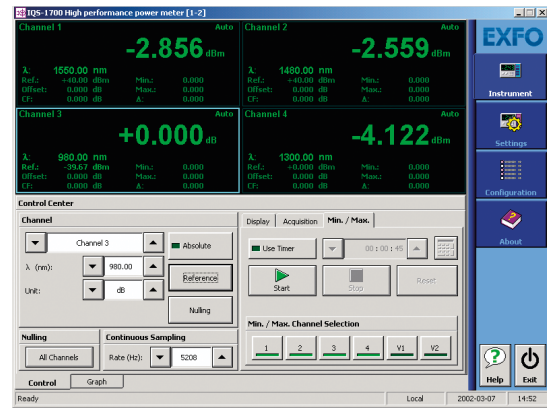 IQS-1700 High performance power meter [1-2]
Channel 1 Auto
-2.856 dBm
λ: 1550.00 nm
Ref.: +40.00 dBm Min.: 0.000
Offset: 0.000 dB Max.: 0.000
CF: 0.000 dB Δ: 0.000
Channel 2 Auto
-2.559 dBm
λ: 1480.00 nm
Ref.: +40.00 dBm Min.: 0.000
Offset: 0.000 dB Max.: 0.000
CF: 0.000 dB Δ: 0.000
Channel 3 Auto
+0.000 dB
λ: 980.00 nm
Ref.: -39.67 dBm Min.: 0.000
Offset: 0.000 dB Max.: 0.000
CF: 0.000 dB Δ: 0.000
Channel 4 Auto
-4.122 dBm
λ: 1300.00 nm
Ref.: +0.000 dBm Min.: 0.000
Offset: 0.000 dB Max.: 0.000
CF: 0.000 dB Δ: 0.000
EXFO
Instrument
Settings
Configuration
About
Help Exit
Control Center
Channel
Channel 3
Absolute
λ (nm): 980.00
Reference
Unit: dB
Nulling
Nulling
All Channels
Continuous Sampling
Rate (Hz): 5208
Display Acquisition Min. / Max.
Use Timer 00 : 00 : 45
Start Stop Reset
Min. / Max. Channel Selection
1 2 3 4 V1 V2
Control Graph
Ready Local 2002-03-07 14:52